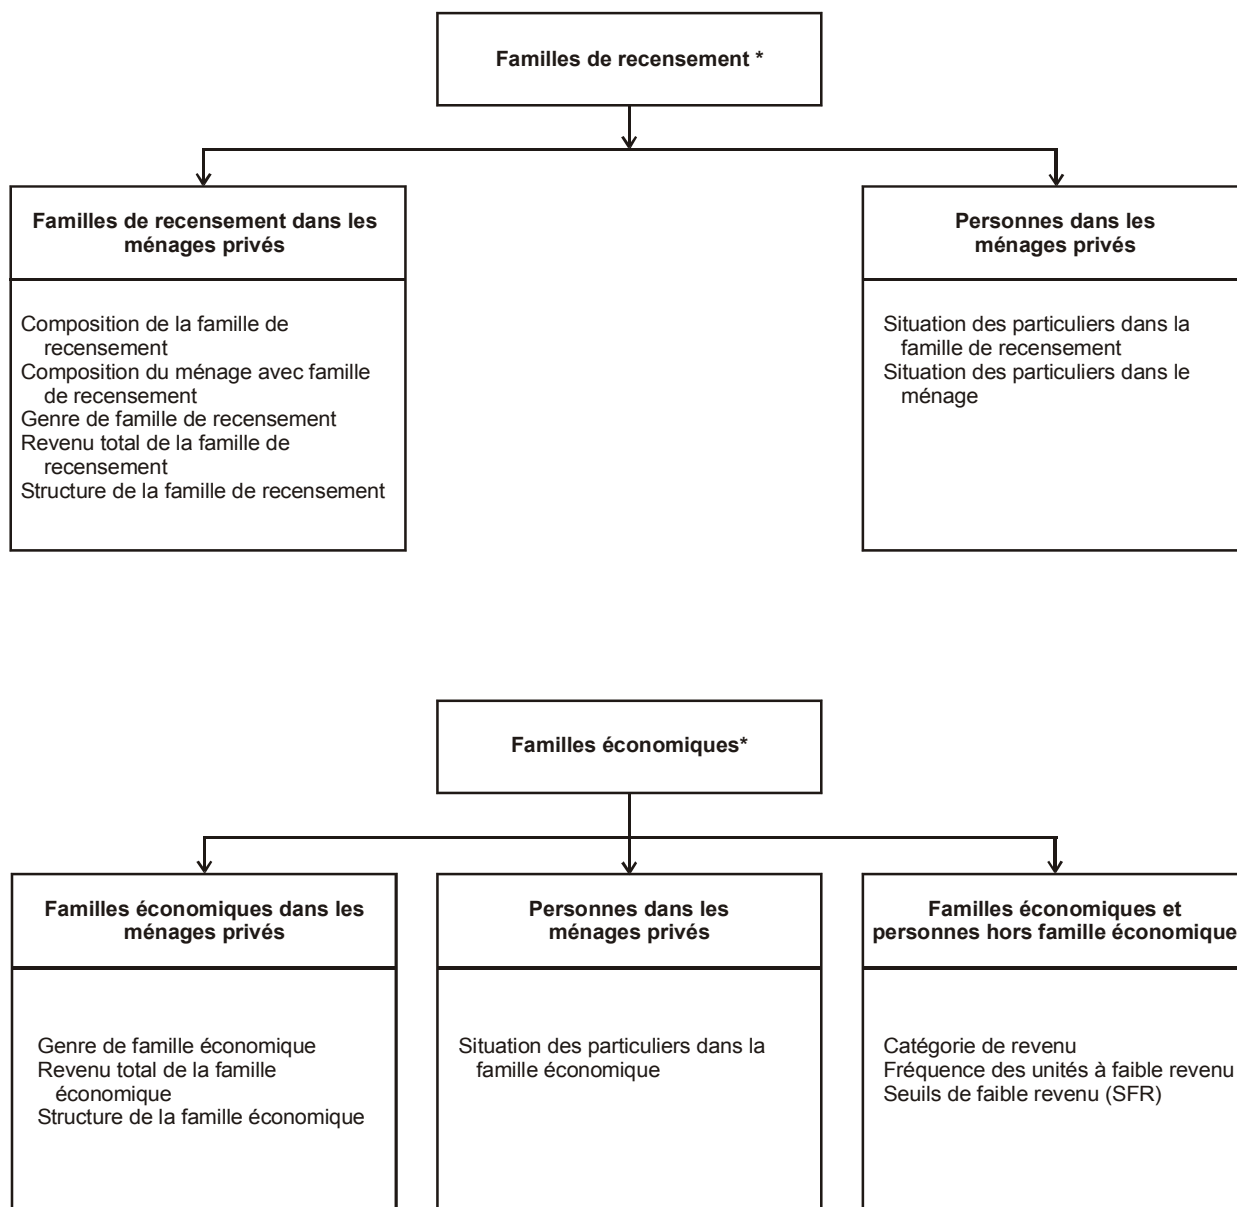 Familles de recensement *
Familles de recensement dans les
ménages privés
Composition de la famille de
recensement
Composition du ménage avec famille
de recensement
Genre de famille de recensement
Revenu total de la famille de
recensement
Structure de la famille de recensement
Personnes dans les
ménages privés
Situation des particuliers dans la
famille de recensement
Situation des particuliers dans le
ménage
Familles économiques*
Familles économiques dans les
ménages privés
Genre de famille économique
Revenu total de la famille
économique
Structure de la famille économique
Personnes dans les
ménages privés
Situation des particuliers dans la
famille économique
Familles économiques et
personnes hors famille économique
Catégorie de revenu
Fréquence des unités à faible revenu
Seuils de faible revenu (SFR)